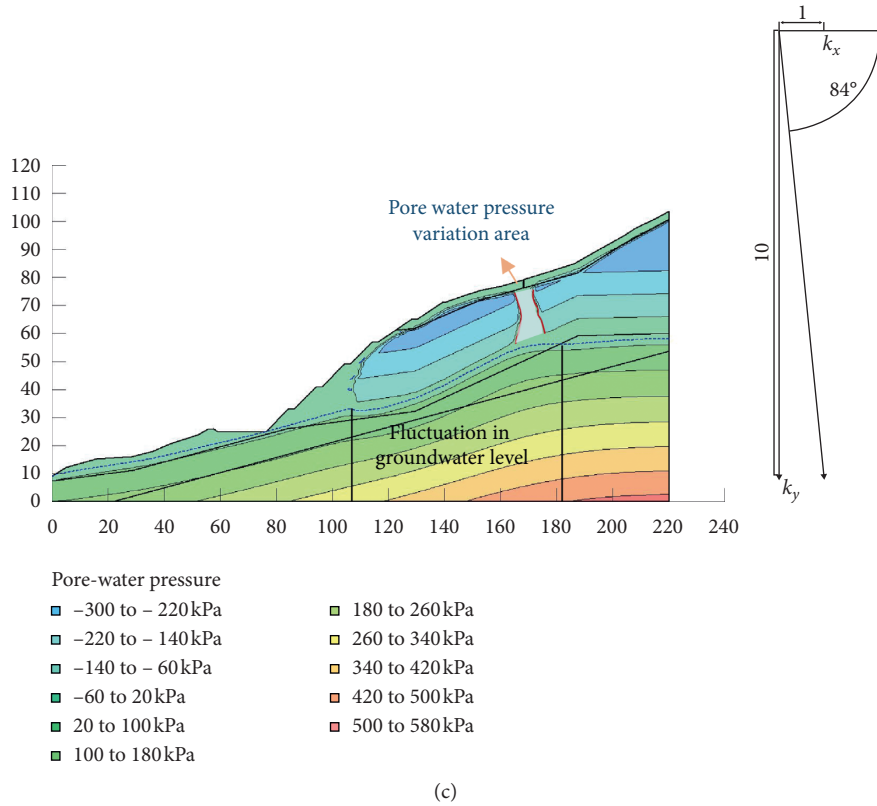 1
kx
84°
10
ky
120
110
100
90
80
70
60
50
40
30
20
10
0
Pore water pressure
variation area
Fluctuation in
groundwater level
0 20 40 60 80 100 120 140 160 180 200 220 240
Pore-water pressure
–300 to – 220 kPa
–220 to – 140 kPa
–140 to – 60 kPa
–60 to 20 kPa
20 to 100 kPa
100 to 180 kPa
180 to 260 kPa
260 to 340 kPa
340 to 420 kPa
420 to 500 kPa
500 to 580 kPa
(c)